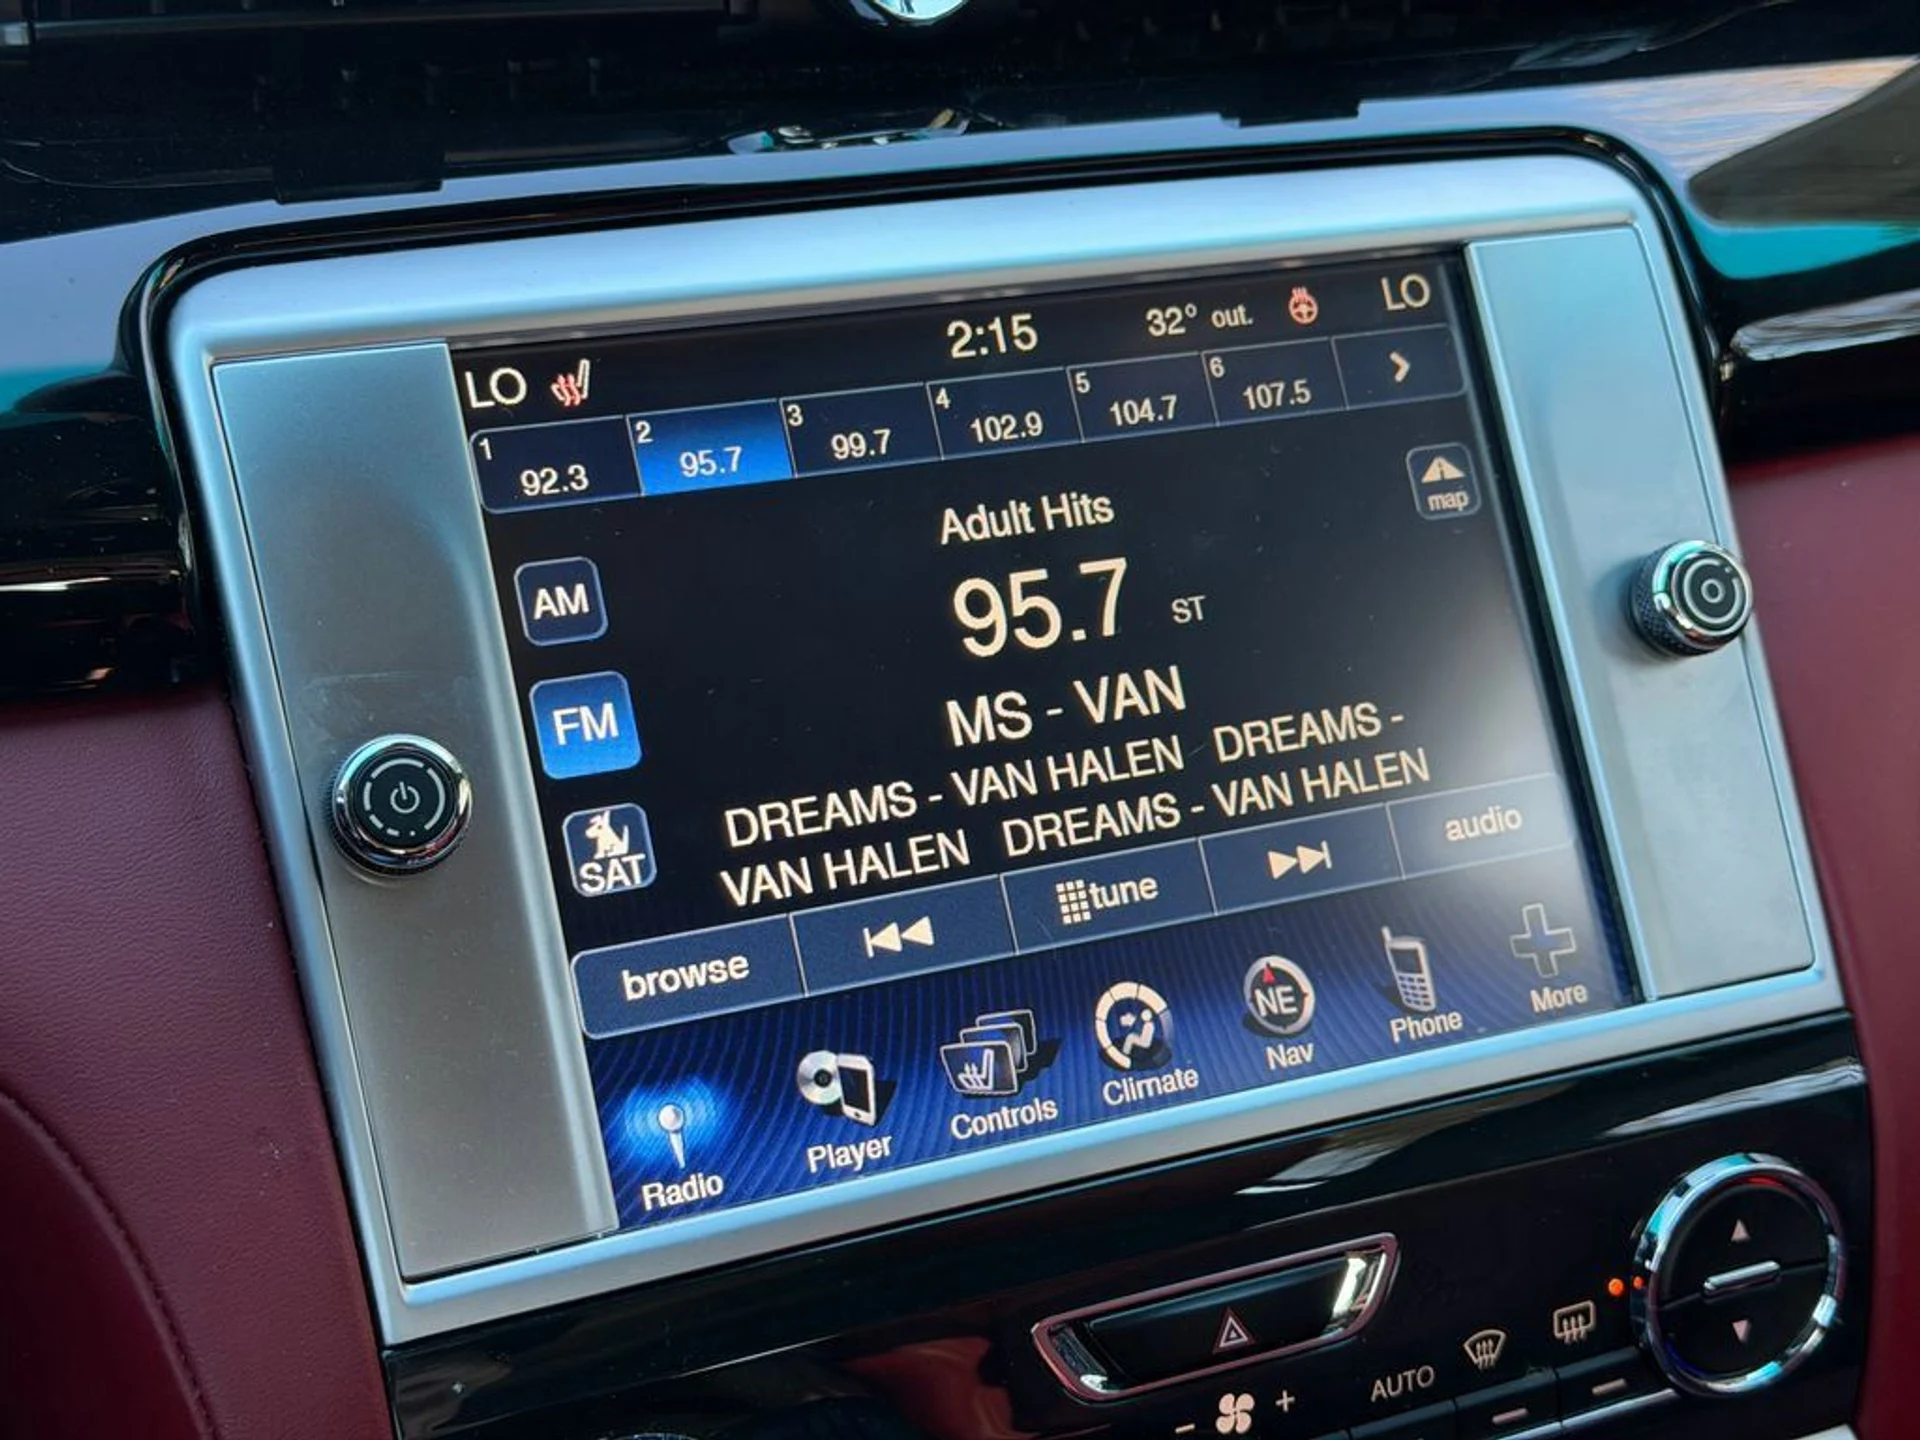 LO 2:15 32° out. LO
1 92.3 2 95.7 3 99.7 4 102.9 5 104.7 6 107.5
map
Adult Hits
AM
95.7 ST
FM
MS - VAN
DREAMS - VAN HALEN DREAMS -
VAN HALEN DREAMS - VAN HALEN
SAT
browse tune audio
Radio Player Controls Climate NE Nav Phone More
AUTO
- +